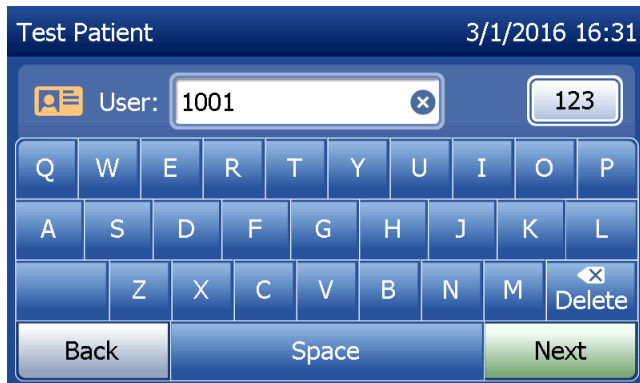 Test Patient 3/1/2016 16:31
User: 1001 123
Q W E R T Y U I O P
A S D F G H J K L
Z X C V B N M Delete
Back Space Next